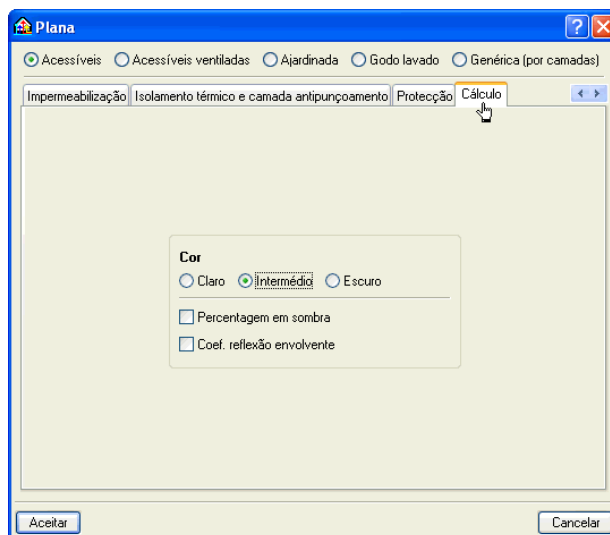 Plana
Acessíveis Acessíveis ventiladas Ajardinada Godo lavado Genérica (por camadas)
Impermeabilização Isolamento térmico e camada antipunçoamento Protecção Cálculo
Cor
Claro Intermédio Escuro
Percentagem em sombra
Coef. reflexão envolvente
Aceitar Cancelar